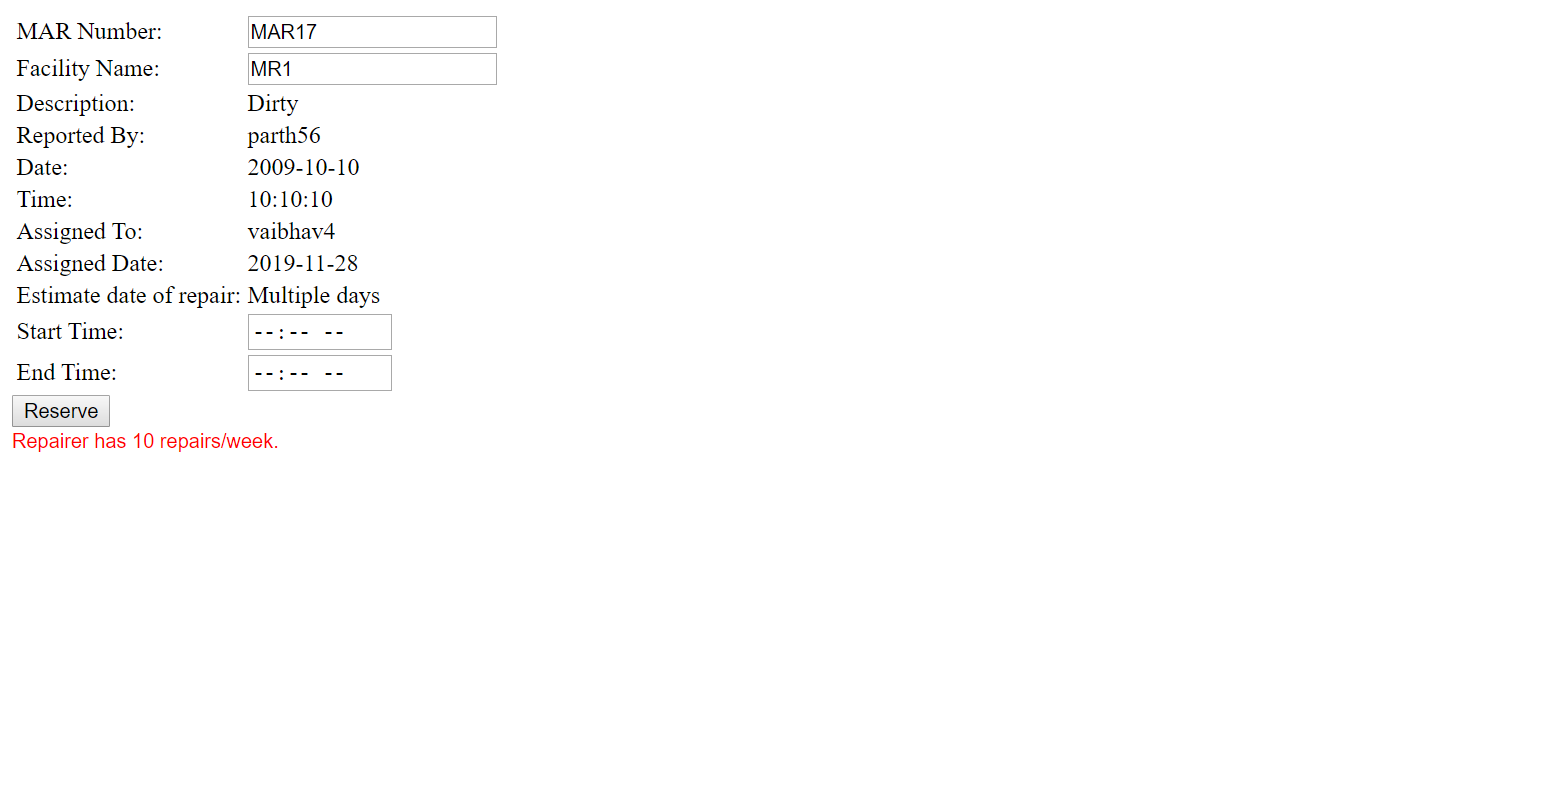 MAR Number: MAR17
Facility Name: MR1
Description: Dirty
Reported By: parth56
Date: 2009-10-10
Time: 10:10:10
Assigned To: vaibhav4
Assigned Date: 2019-11-28
Estimate date of repair: Multiple days
Start Time: --:-- --
End Time: --:-- --
Reserve
Repairer has 10 repairs/week.